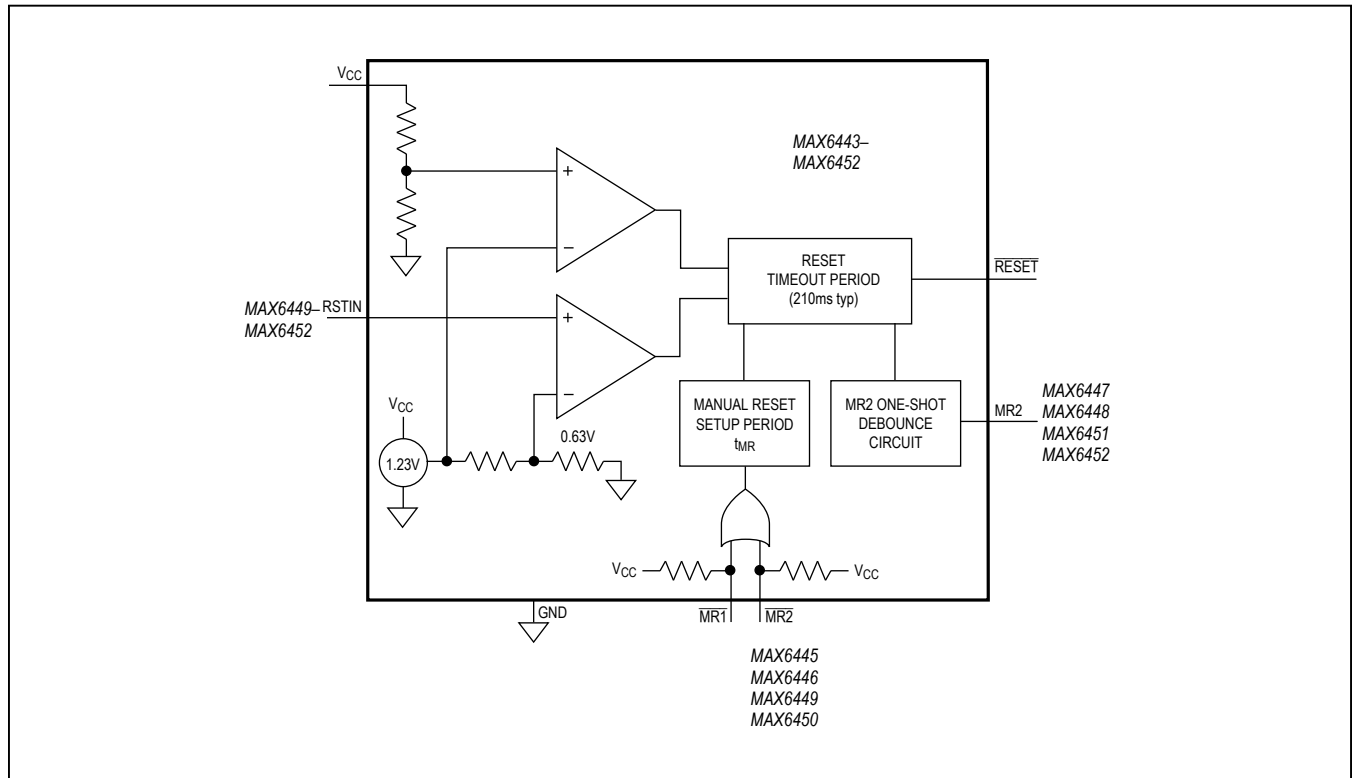 VCC
MAX6443–
MAX6452
+
−
RESET
TIMEOUT PERIOD
(210ms typ)
RESET
MAX6449–
MAX6452
RSTIN
+
−
MANUAL RESET
SETUP PERIOD
tMR
MR2 ONE-SHOT
DEBOUNCE
CIRCUIT
MR2
MAX6447
MAX6448
MAX6451
MAX6452
VCC
1.23V
0.63V
VCC
VCC
GND
MR1
MR2
MAX6445
MAX6446
MAX6449
MAX6450